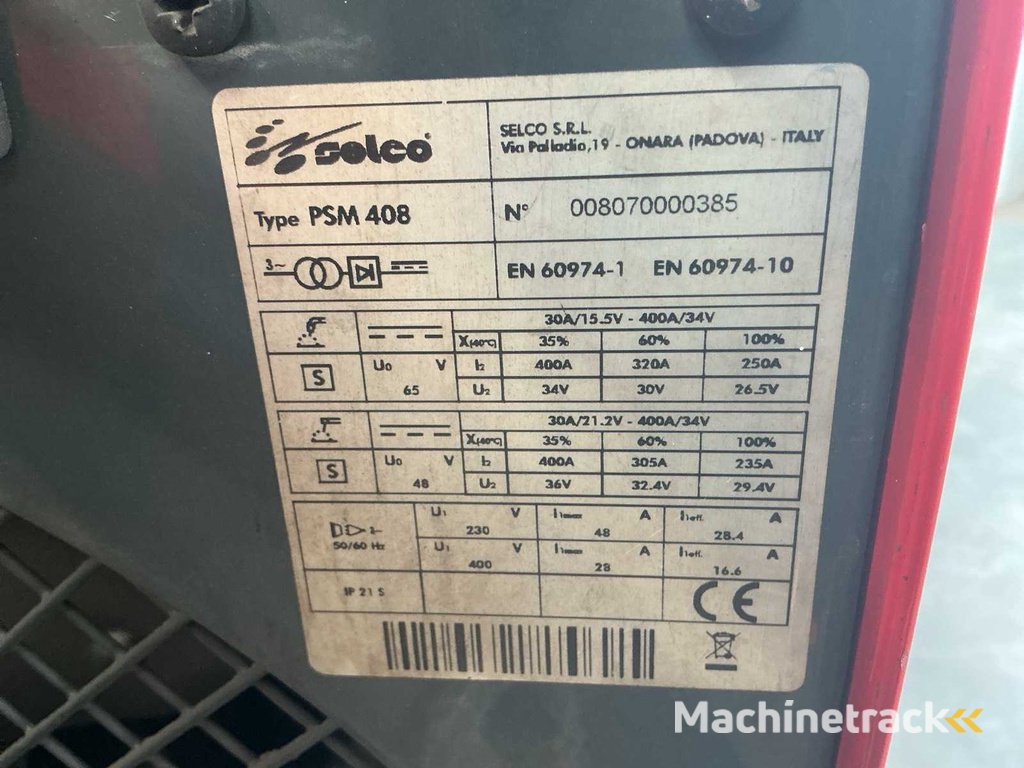 selco®
SELCO S.R.L.
Via Palladio,19 - ONARA (PADOVA) - ITALY
Type PSM 408
N° 008070000385
3~
EN 60974-1 EN 60974-10
30A/15.5V - 400A/34V
X(40°C) 35% 60% 100%
S U0 V I2 400A 320A 250A
65 U2 34V 30V 26.5V
30A/21.2V - 400A/34V
X(40°C) 35% 60% 100%
S U0 V I2 400A 305A 235A
48 U2 36V 32.4V 29.4V
U1 V I1max A I1eff. A
230 48 28.4
50/60 Hz
U1 V I1max A I1eff. A
400 28 16.6
IP 21 S CE
Machinetrack